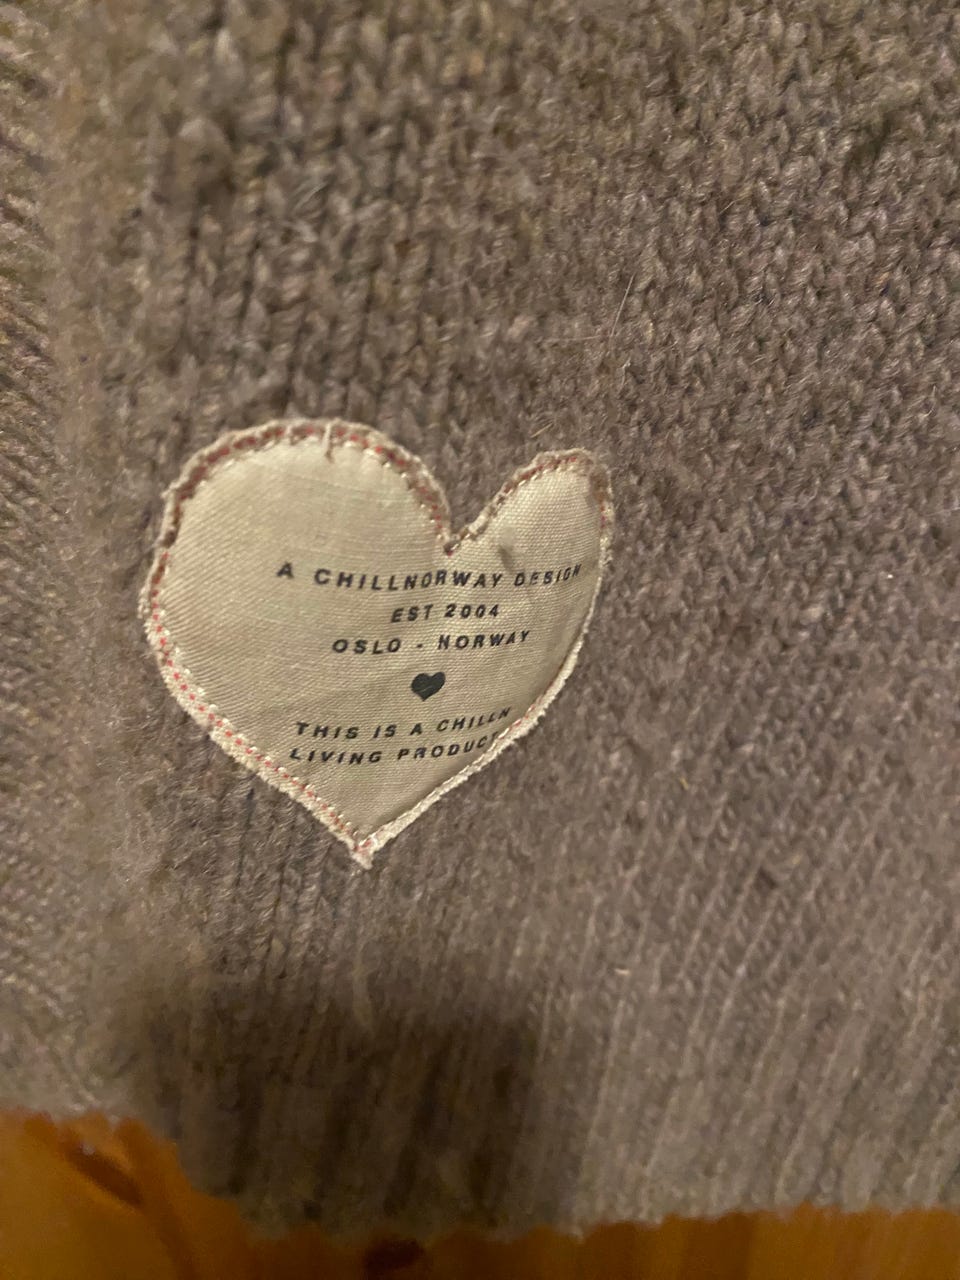 A CHILLNORWAY DESIGN
EST 2004
OSLO - NORWAY
THIS IS A CHILLN
LIVING PRODUCT